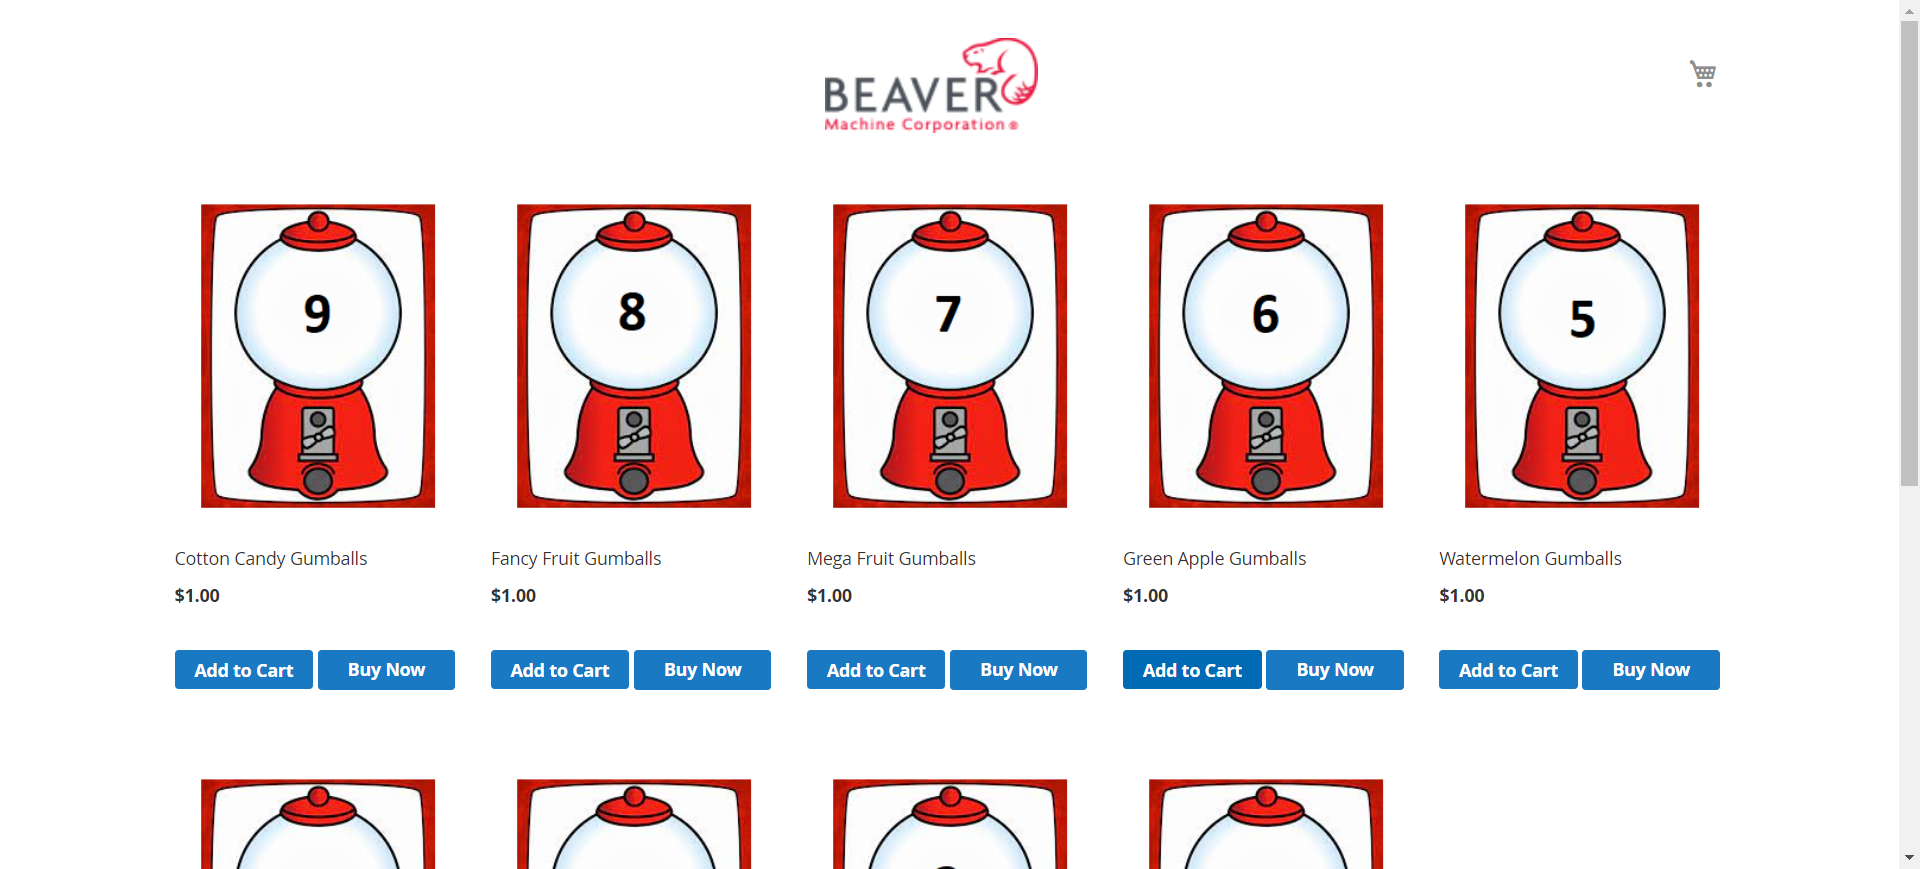 BEAVER
Machine Corporation ®
9 8 7 6 5
Cotton Candy Gumballs Fancy Fruit Gumballs Mega Fruit Gumballs Green Apple Gumballs Watermelon Gumballs
$1.00 $1.00 $1.00 $1.00 $1.00
Add to Cart Buy Now Add to Cart Buy Now Add to Cart Buy Now Add to Cart Buy Now Add to Cart Buy Now